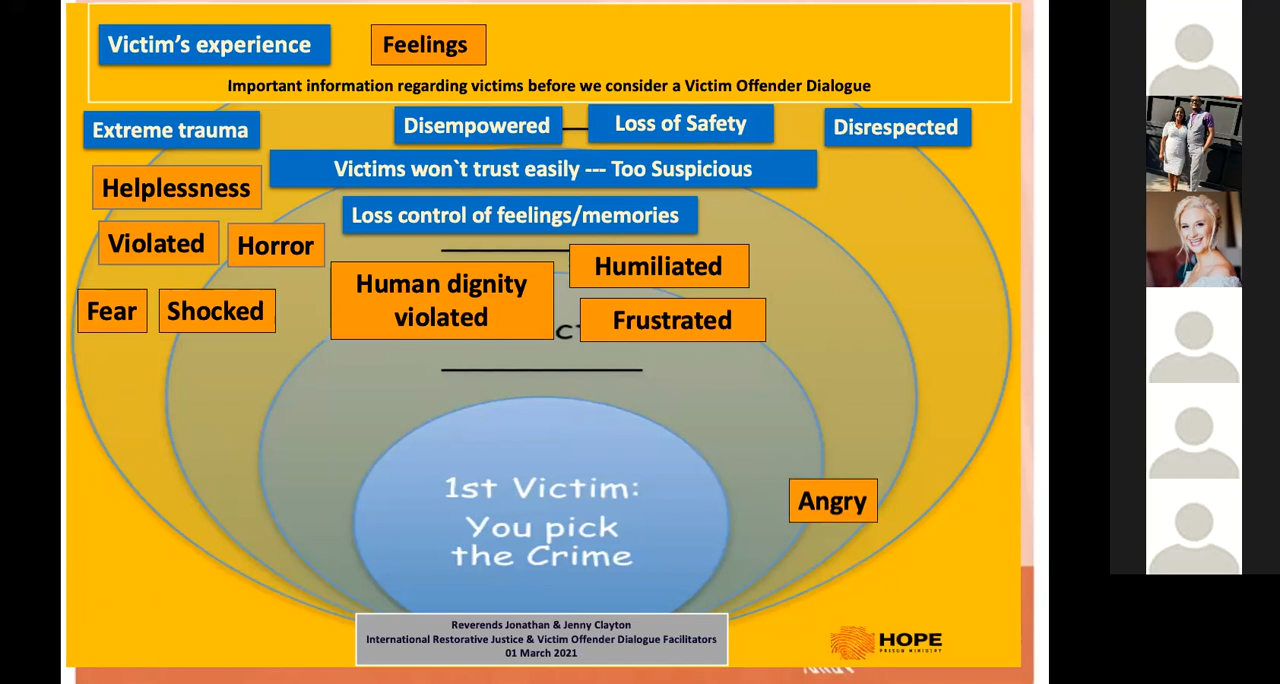 Victim's experience
Feelings
Important information regarding victims before we consider a Victim Offender Dialogue
Extreme trauma
Disempowered
Loss of Safety
Disrespected
Victims won`t trust easily --- Too Suspicious
Helplessness
Loss control of feelings/memories
Violated
Horror
Humiliated
Human dignity
violated
Fear
Shocked
Frustrated
1st Victim:
You pick
the Crime
Angry
Reverends Jonathan & Jenny Clayton
International Restorative Justice & Victim Offender Dialogue Facilitators
01 March 2021
HOPE
PRISON MINISTRY